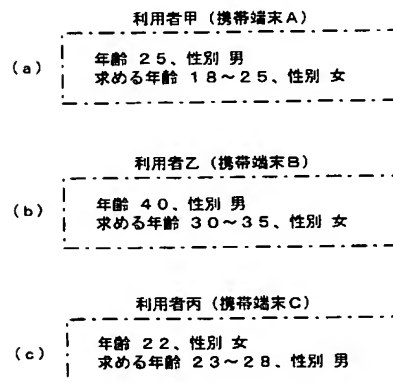 利用者甲（携帯端末A）
（a）
年齢 25、性別 男
求める年齢 18～25、性別 女
利用者乙（携帯端末B）
（b）
年齢 40、性別 男
求める年齢 30～35、性別 女
利用者丙（携帯端末C）
（c）
年齢 22、性別 女
求める年齢 23～28、性別 男